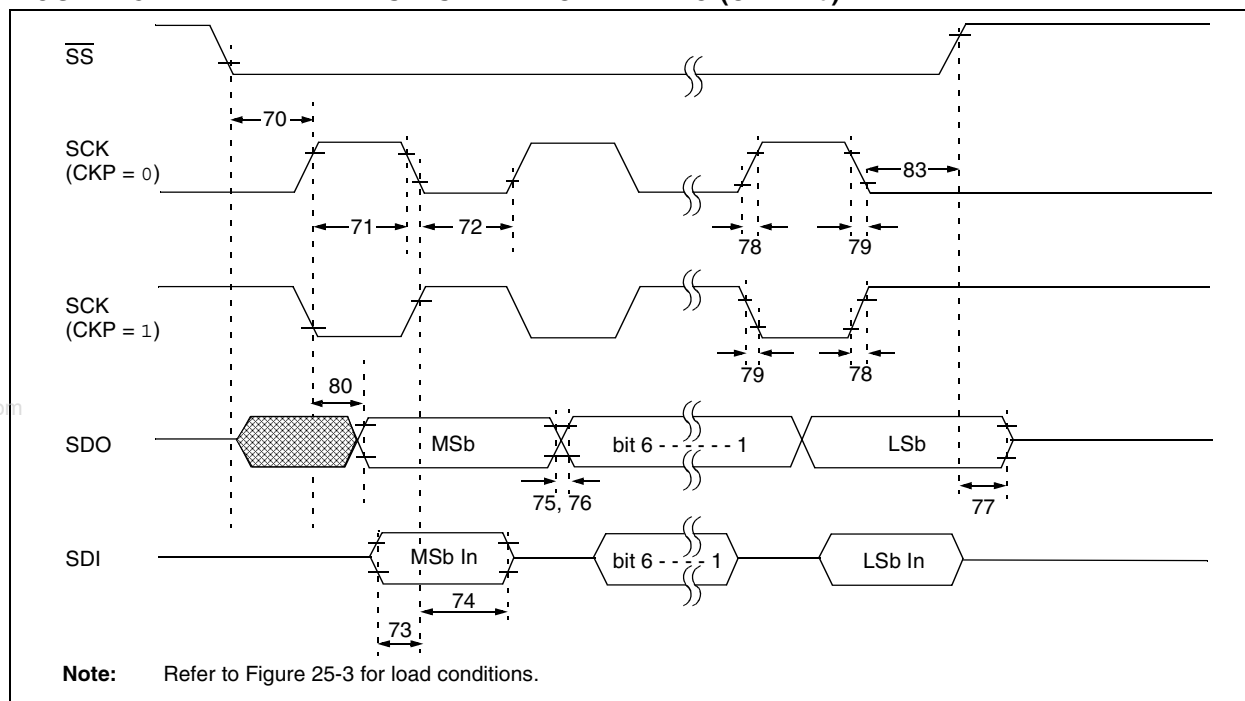 SS
70
SCK
(CKP = 0)
83
71
72
78
79
SCK
(CKP = 1)
79
78
80
om
SDO
MSb
bit 6 - - - - - - 1
LSb
75, 76
77
SDI
MSb In
bit 6 - - - - 1
LSb In
74
73
Note: Refer to Figure 25-3 for load conditions.